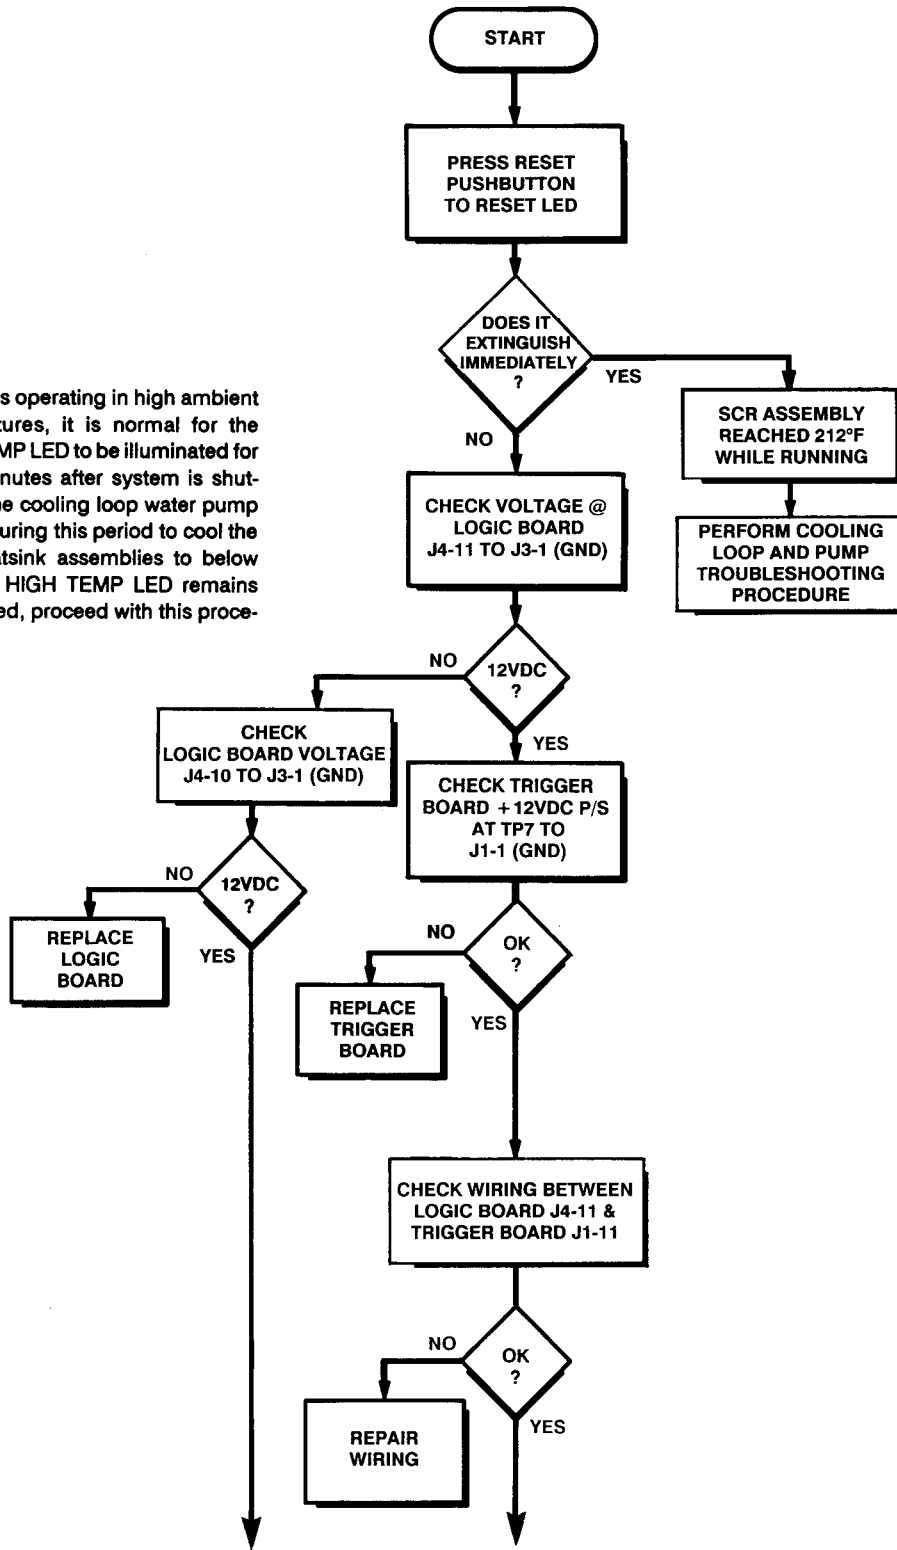 START
PRESS RESET
PUSHBUTTON
TO RESET LED
DOES IT
EXTINGUISH
IMMEDIATELY
?
YES
NO
SCR ASSEMBLY
REACHED 212°F
WHILE RUNNING
PERFORM COOLING
LOOP AND PUMP
TROUBLESHOOTING
PROCEDURE
s operating in high ambient
tures, it is normal for the
MP LED to be illuminated for
nutes after system is shut-
ne cooling loop water pump
uring this period to cool the
atsink assemblies to below
HIGH TEMP LED remains
ed, proceed with this proce-
CHECK VOLTAGE @
LOGIC BOARD
J4-11 TO J3-1 (GND)
12VDC
?
NO
YES
CHECK
LOGIC BOARD VOLTAGE
J4-10 TO J3-1 (GND)
CHECK TRIGGER
BOARD +12VDC P/S
AT TP7 TO
J1-1 (GND)
12VDC
?
NO
YES
REPLACE
LOGIC
BOARD
OK
?
NO
YES
REPLACE
TRIGGER
BOARD
CHECK WIRING BETWEEN
LOGIC BOARD J4-11 &
TRIGGER BOARD J1-11
OK
?
NO
YES
REPAIR
WIRING